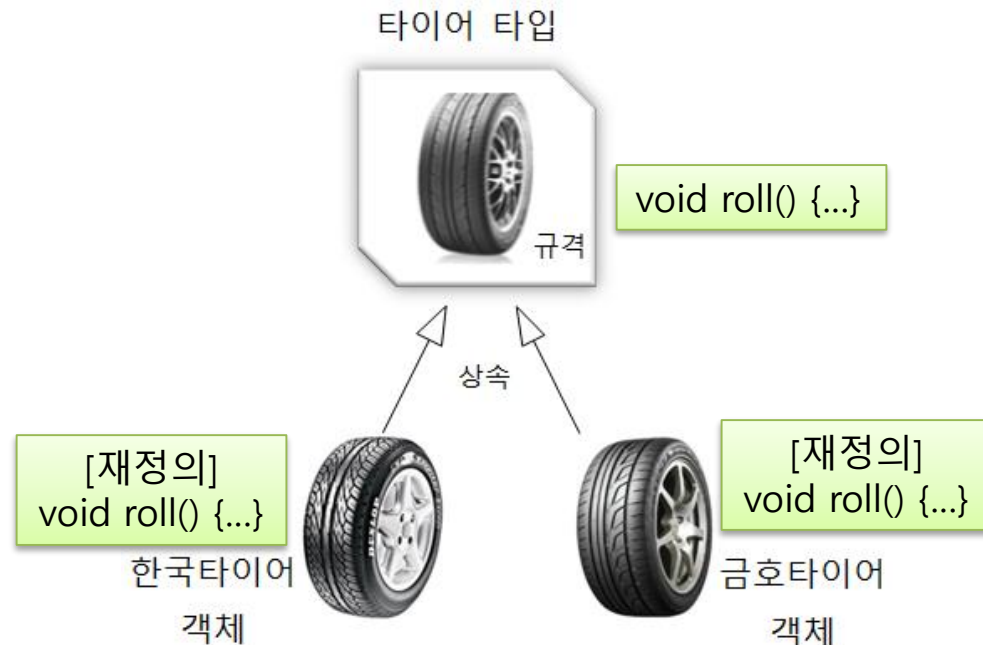 타이어 타입
규격
void roll() {...}
상속
[재정의]
void roll() {...}
한국타이어
객체
[재정의]
void roll() {...}
금호타이어
객체